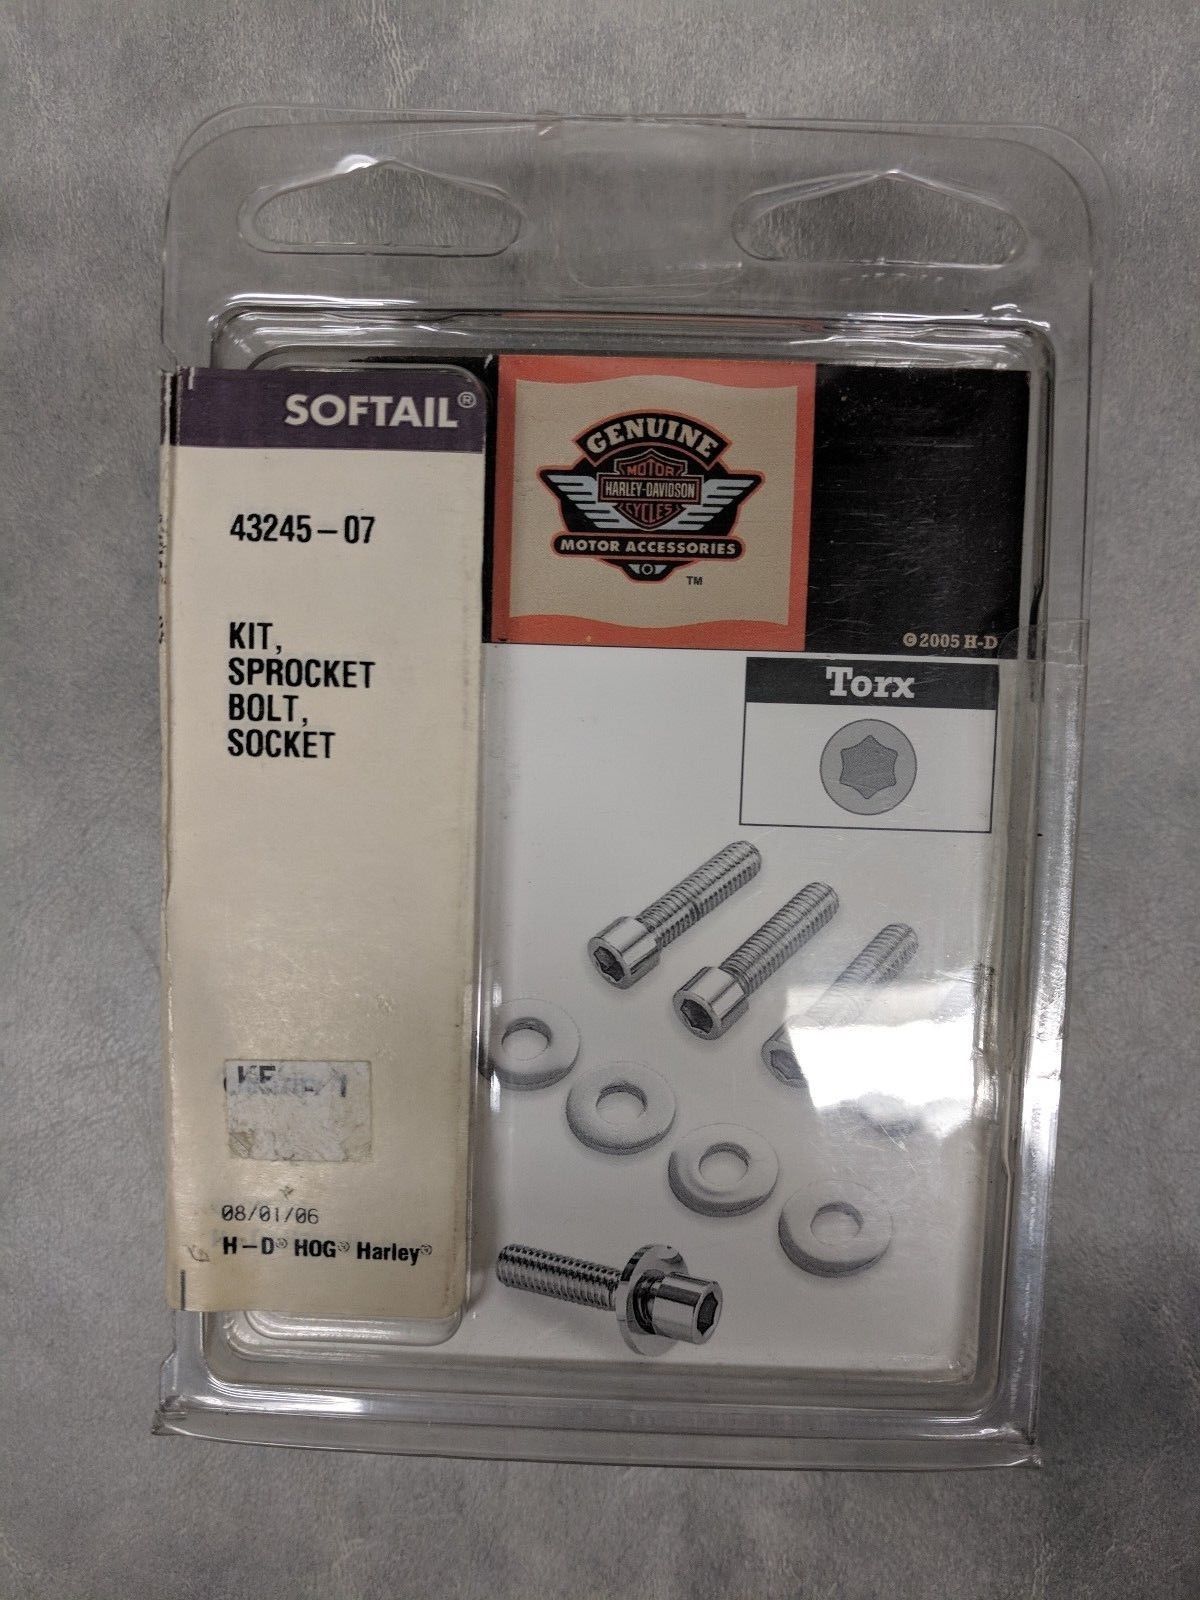 SOFTAIL®
43245-07
KIT,
SPROCKET
BOLT,
SOCKET
08/01/06
H-D® HOG® Harley®
GENUINE
MOTOR
HARLEY-DAVIDSON
CYCLES
MOTOR ACCESSORIES
TM
© 2005 H-D
Torx